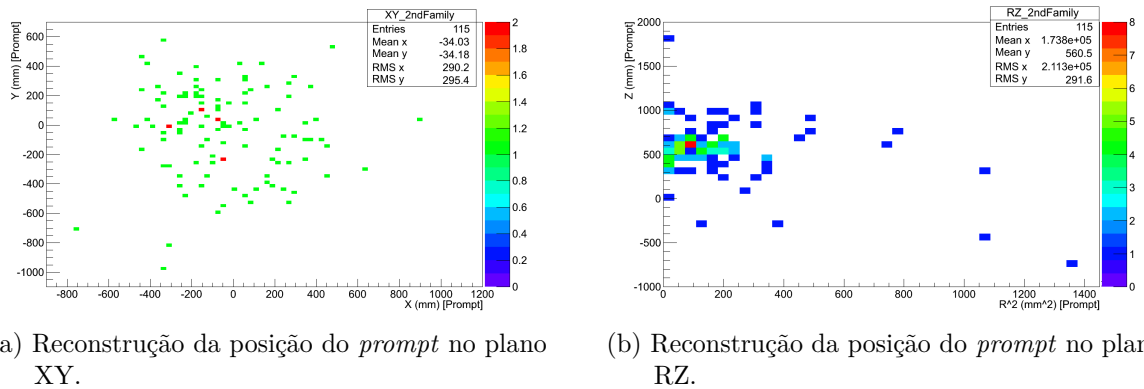 XY_2ndFamily
Entries 115
Mean x -34.03
Mean y -34.18
RMS x 290.2
RMS y 295.4
Y (mm) [Prompt]
600
400
200
0
-200
-400
-600
-800
-1000
-800 -600 -400 -200 0 200 400 600 800 1000 1200
X (mm) [Prompt]
2
1.8
1.6
1.4
1.2
1
0.8
0.6
0.4
0.2
0
a) Reconstrução da posição do prompt no plano
XY.
RZ_2ndFamily
Entries 115
Mean x 1.738e+05
Mean y 560.5
RMS x 2.113e+05
RMS y 291.6
Z (mm) [Prompt]
2000
1500
1000
500
0
-500
-1000
0 200 400 600 800 1000 1200 1400
R^2 (mm^2) [Prompt]
8
7
6
5
4
3
2
1
0
(b) Reconstrução da posição do prompt no plan
RZ.